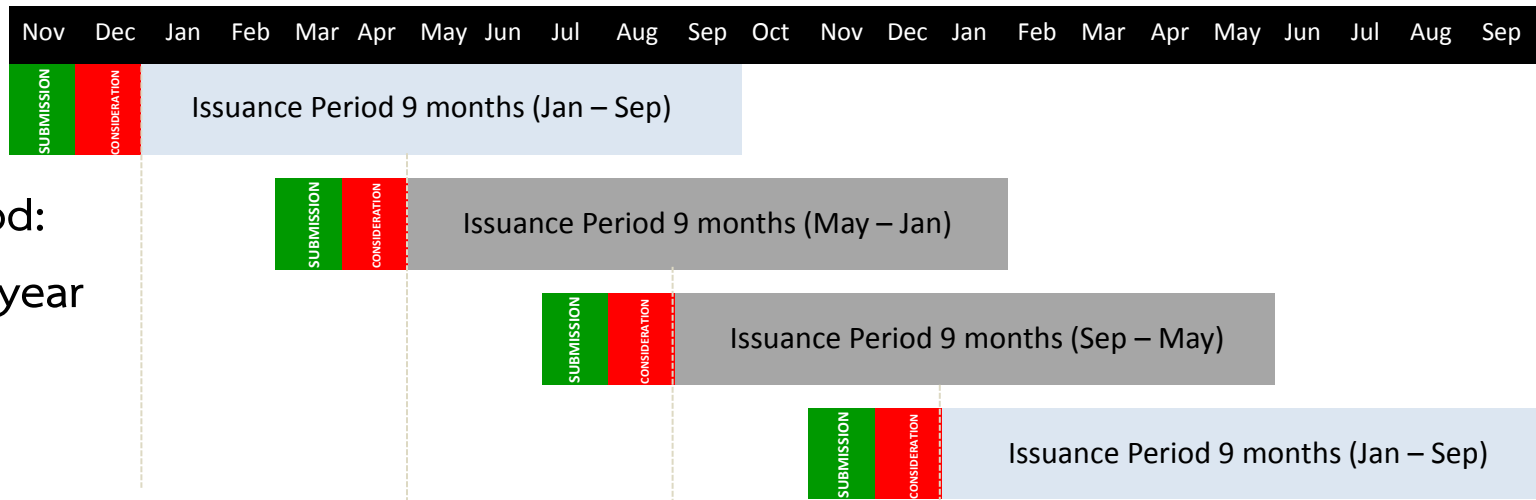 Nov Dec Jan Feb Mar Apr May Jun Jul Aug Sep Oct Nov Dec Jan Feb Mar Apr May Jun Jul Aug Sep
SUBMISSION CONSIDERATION Issuance Period 9 months (Jan – Sep)
od:
SUBMISSION CONSIDERATION Issuance Period 9 months (May – Jan)
year
SUBMISSION CONSIDERATION Issuance Period 9 months (Sep – May)
SUBMISSION CONSIDERATION Issuance Period 9 months (Jan – Sep)